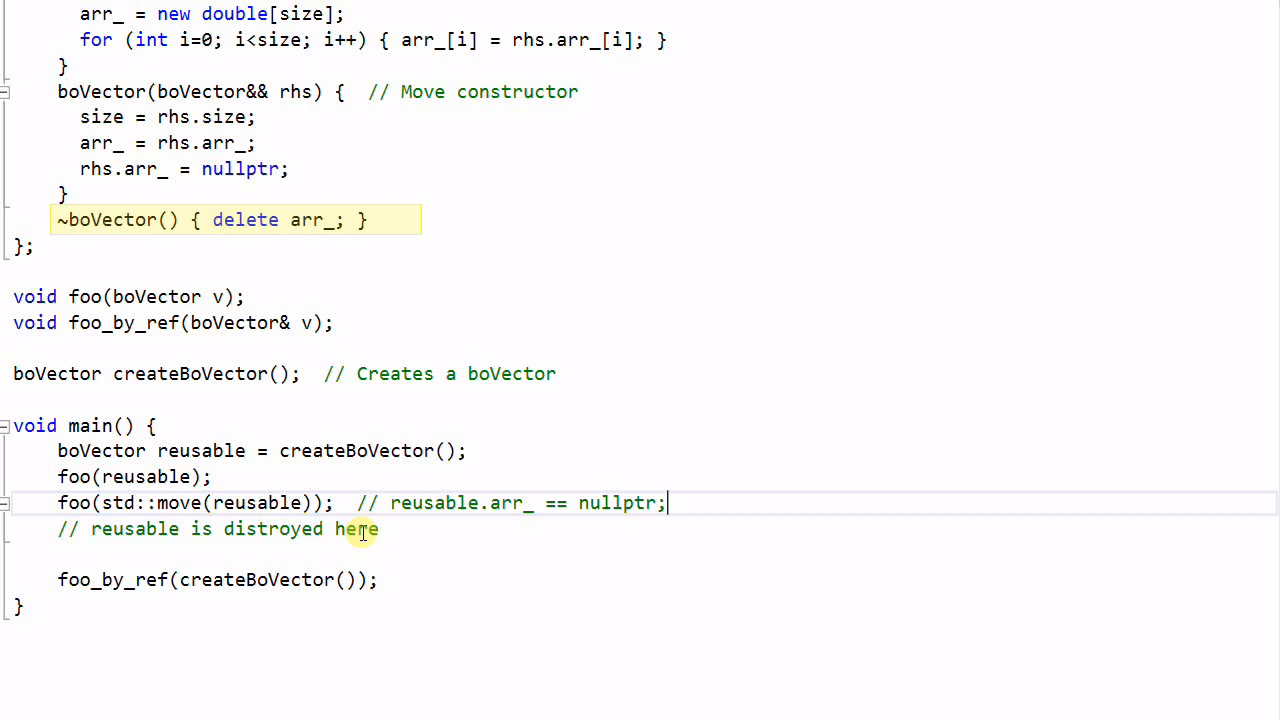 arr_ = new double[size];
for (int i=0; i<size; i++) { arr_[i] = rhs.arr_[i]; }
}
boVector(boVector&& rhs) {  // Move constructor
size = rhs.size;
arr_ = rhs.arr_;
rhs.arr_ = nullptr;
}
~boVector() { delete arr_; }
};
void foo(boVector v);
void foo_by_ref(boVector& v);
boVector createBoVector();  // Creates a boVector
void main() {
boVector reusable = createBoVector();
foo(reusable);
foo(std::move(reusable));  // reusable.arr_ == nullptr;
// reusable is distroyed here
foo_by_ref(createBoVector());
}